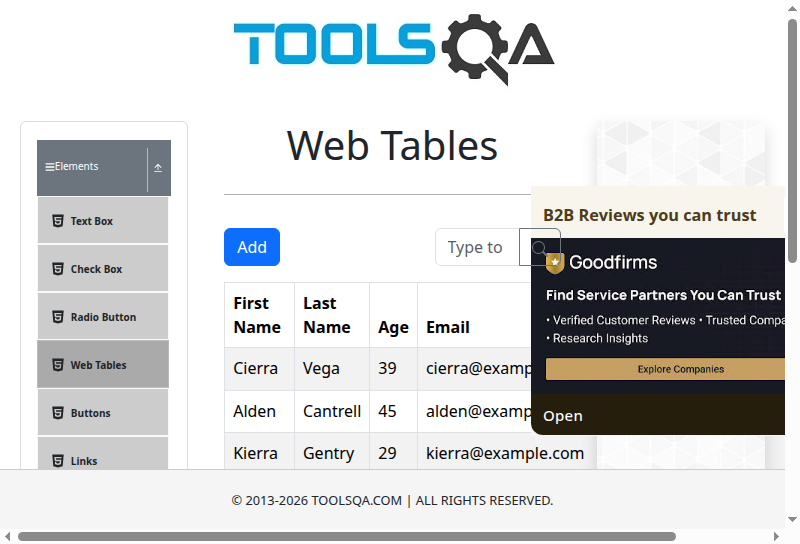 TOOLSQA
Elements
Text Box
Check Box
Radio Button
Web Tables
Buttons
Links
Web Tables
Add
Type to
First Name Last Name Age Email
Cierra Vega 39 cierra@examp
Alden Cantrell 45 alden@examp
Kierra Gentry 29 kierra@example.com
B2B Reviews you can trust
Goodfirms
Find Service Partners You Can Trust
• Verified Customer Reviews • Trusted Compa
• Research Insights
Explore Companies
Open
© 2013-2026 TOOLSQA.COM | ALL RIGHTS RESERVED.